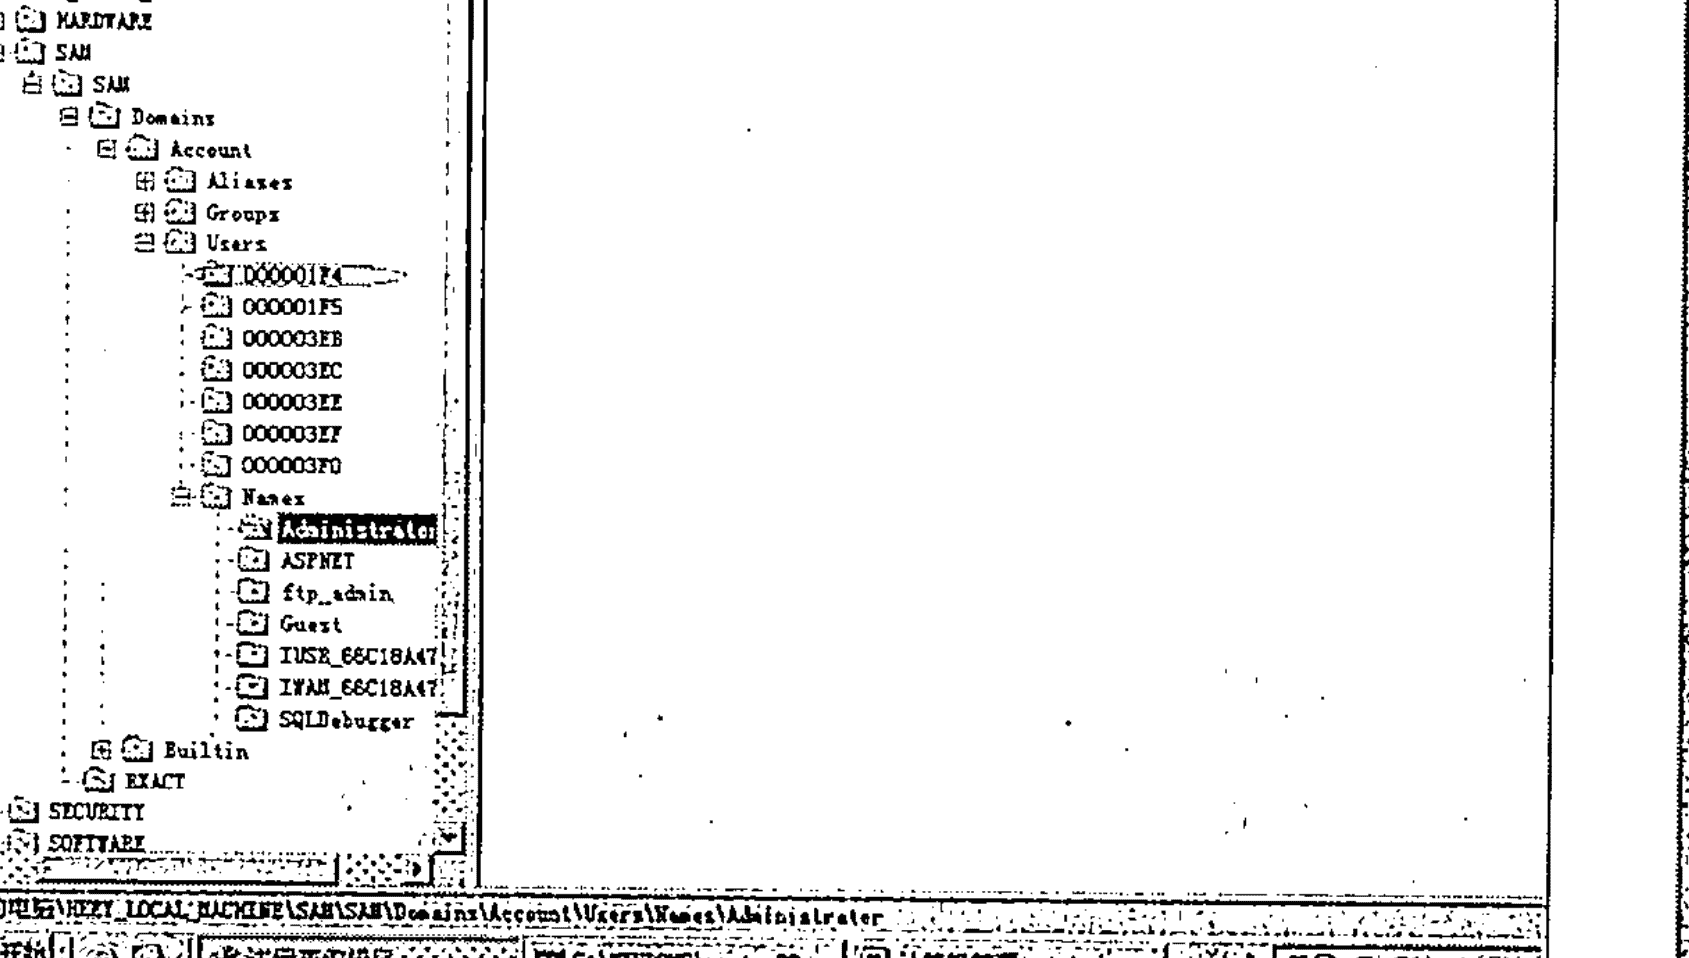 HARDWARE
SAM
SAM
Domains
Account
Aliases
Groups
Users
000001F4
000001F5
000003EB
000003EC
000003EE
000003EF
000003F0
Names
Administrator
ASPNET
ftp_admin
Guest
IUSR_66C18A47
IWAM_66C18A47
SQLDebugger
Builtin
RXACT
SECURITY
SOFTWARE
\HKEY_LOCAL_MACHINE\SAM\SAM\Domains\Account\Users\Names\Administrator